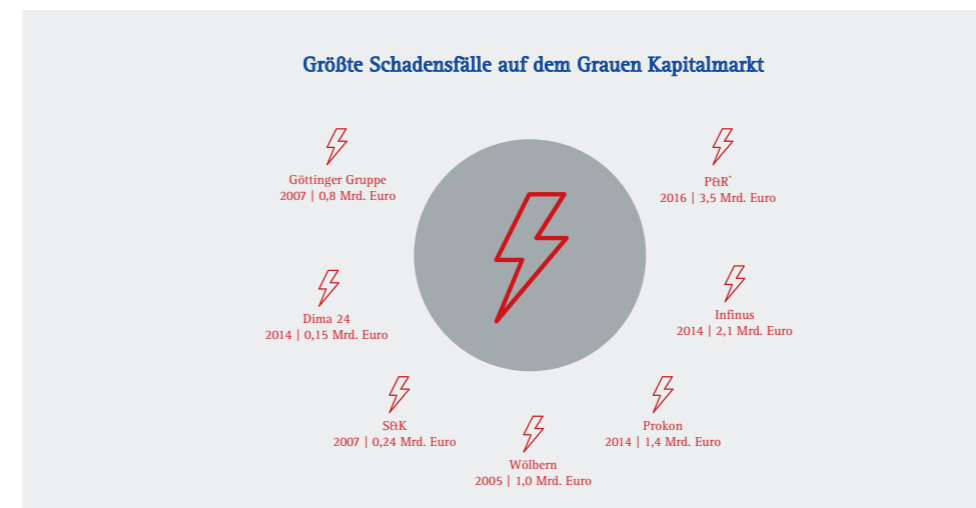 Größte Schadensfälle auf dem Grauen Kapitalmarkt
Göttinger Gruppe
2007 | 0,8 Mrd. Euro
P&R*
2016 | 3,5 Mrd. Euro
Dima 24
2014 | 0,15 Mrd. Euro
Infinus
2014 | 2,1 Mrd. Euro
S&K
2007 | 0,24 Mrd. Euro
Prokon
2014 | 1,4 Mrd. Euro
Wölbern
2005 | 1,0 Mrd. Euro